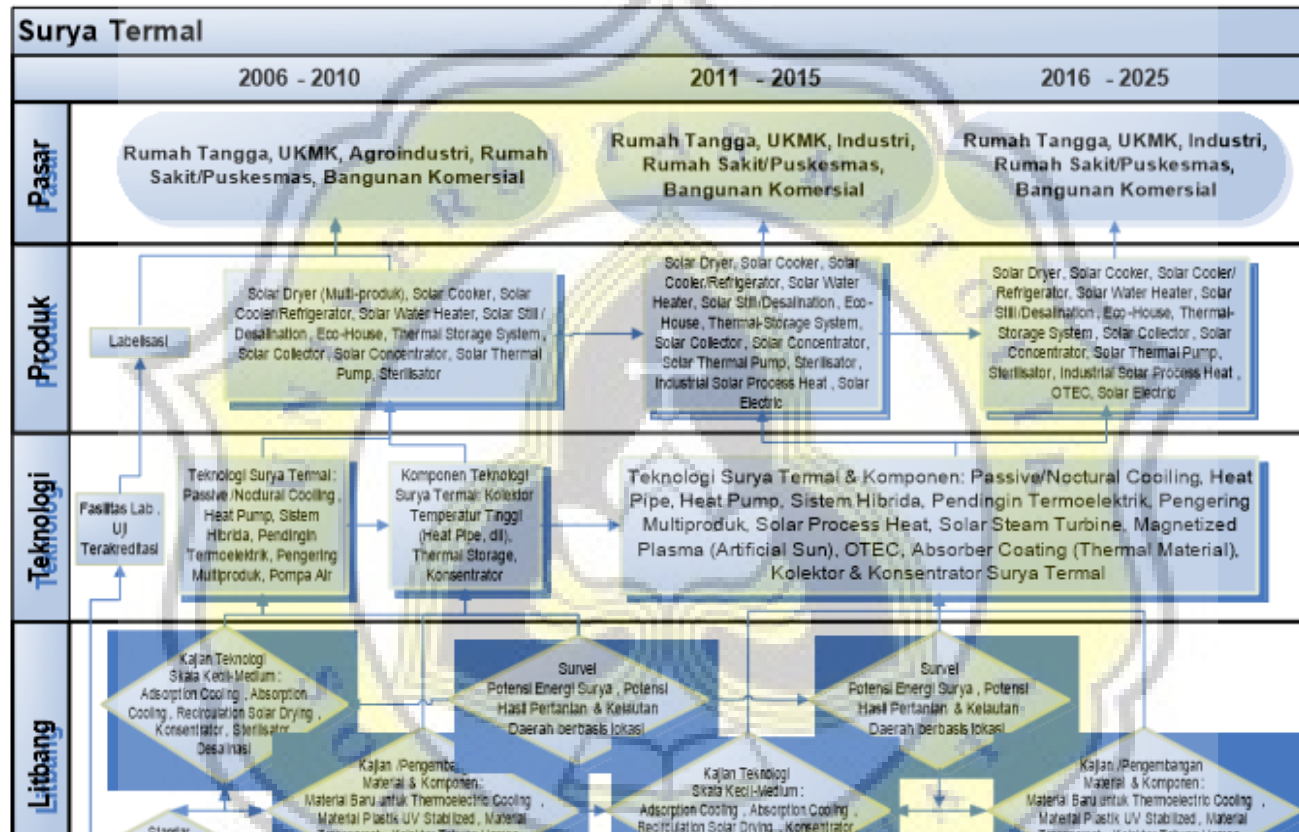 Surya Termal
2006 - 2010
2011 - 2015
2016 - 2025
Pasar
Rumah Tangga, UKMK, Agroindustri, Rumah
Sakit/Puskesmas, Bangunan Komersial
Rumah Tangga, UKMK, Industri,
Rumah Sakit/Puskesmas,
Bangunan Komersial
Rumah Tangga, UKMK, Industri,
Rumah Sakit/Puskesmas,
Bangunan Komersial
Produk
Labelisasi
Solar Dryer (Multi-produk), Solar Cooker, Solar
Cooler/Refrigerator, Solar Water Heater, Solar Still /
Desalination , Eco-House, Thermal Storage System,
Solar Collector , Solar Concentrator, Solar Thermal
Pump, Sterilisator
Solar Dryer, Solar Cooker, Solar
Cooler/Refrigerator, Solar Water
Heater, Solar Still/Desalination , Eco-
House, Thermal-Storage System,
Solar Collector, Solar Concentrator,
Solar Thermal Pump, Sterilisator,
Industrial Solar Process Heat , Solar
Electric
Solar Dryer, Solar Cooker, Solar Cooler/
Refrigerator, Solar Water Heater, Solar
Still/Desalination , Eco-House, Thermal-
Storage System, Solar Collector, Solar
Concentrator, Solar Thermal Pump,
Sterilisator, Industrial Solar Process Heat ,
OTEC, Solar Electric
Teknologi
Fasilitas Lab .
Uji
Terakreditasi
Teknologi Surya Termal :
Passive /Noctural Cooling ,
Heat Pump, Sistem
Hibrida, Pendingin
Termoelektrik, Pengering
Multiproduk, Pompa Air
Komponen Teknologi
Surya Termal: Kolektor
Temperatur Tinggi
(Heat Pipe, dll),
Thermal Storage,
Konsentrator
Teknologi Surya Termal & Komponen: Passive/Noctural Cooiling, Heat
Pipe, Heat Pump, Sistem Hibrida, Pendingin Termoelektrik, Pengering
Multiproduk, Solar Process Heat, Solar Steam Turbine, Magnetized
Plasma (Artificial Sun), OTEC, Absorber Coating (Thermal Material),
Kolektor & Konsentrator Surya Termal
Litbang
Kajian Teknologi
Skala Kecil-Medium :
Adsorption Cooling , Absorption
Cooling , Recirculation Solar Drying ,
Konsentrator, Sterilisator
Desalinasi
Survei
Potensi Energi Surya , Potensi
Hasil Pertanian & Kelautan
Daerah berbasis lokasi
Survei
Potensi Energi Surya , Potensi
Hasil Pertanian & Kelautan
Daerah berbasis lokasi
Kajian /Pengemba
Material & Komponen :
Material Baru untuk Thermoelectric Cooling ,
Material Plastik UV Stabilized , Material
Kajian Teknologi
Skala Kecil-Medium :
Adsorption Cooling , Absorption Cooling ,
Recirculation Solar Drying , Konsentrator
Kajian /Pengembangan
Material & Komponen :
Material Baru untuk Thermoelectric Cooling ,
Material Plastik UV Stabilized , Material